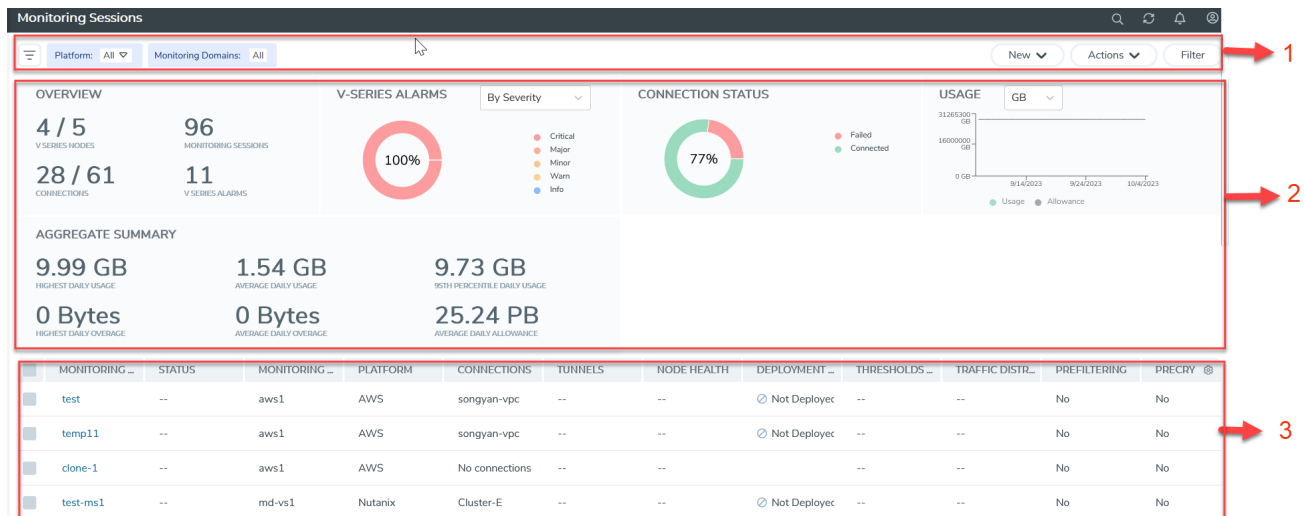 Monitoring Sessions
Platform: All Monitoring Domains: All New Actions Filter
1
OVERVIEW
4 / 5
V SERIES NODES
96
MONITORING SESSIONS
28 / 61
CONNECTIONS
11
V SERIES ALARMS
V-SERIES ALARMS By Severity
100%
Critical
Major
Minor
Warn
Info
CONNECTION STATUS
77%
Failed
Connected
USAGE GB
31265300 GB
16000000 GB
0 GB
9/14/2023 9/24/2023 10/4/2023
Usage Allowance
2
AGGREGATE SUMMARY
9.99 GB
HIGHEST DAILY USAGE
1.54 GB
AVERAGE DAILY USAGE
9.73 GB
95TH PERCENTILE DAILY USAGE
0 Bytes
HIGHEST DAILY OVERAGE
0 Bytes
AVERAGE DAILY OVERAGE
25.24 PB
AVERAGE DAILY ALLOWANCE
MONITORING ... STATUS MONITORING ... PLATFORM CONNECTIONS TUNNELS NODE HEALTH DEPLOYMENT ... THRESHOLDS ... TRAFFIC DISTR... PREFILTERING PRECRY
test -- aws1 AWS songyan-vpc -- -- Not Deployec -- -- No No
temp11 -- aws1 AWS songyan-vpc -- -- Not Deployec -- -- No No
3
clone-1 -- aws1 AWS No connections -- -- -- -- No No
test-ms1 -- md-vs1 Nutanix Cluster-E -- -- Not Deployec -- -- No No